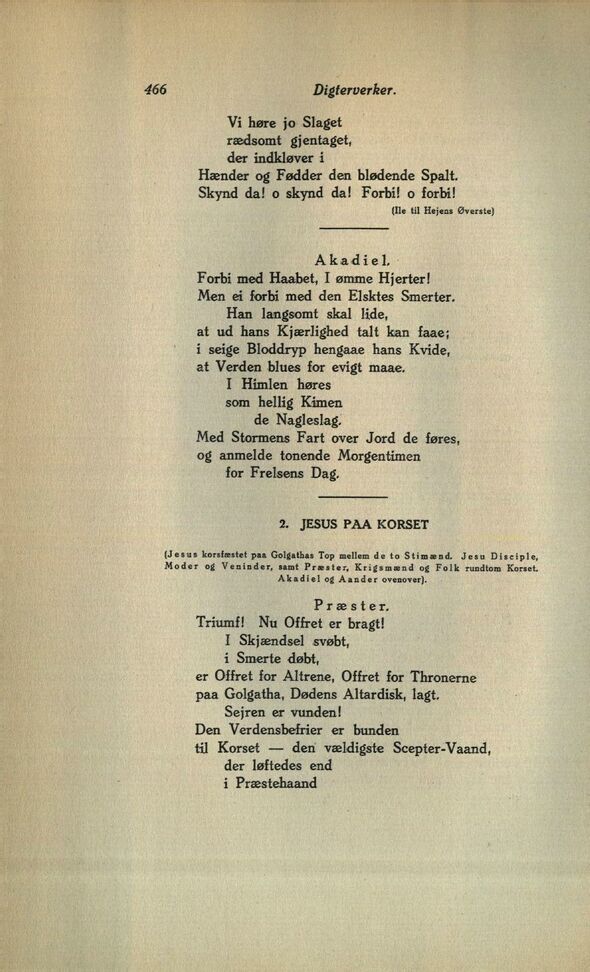 466
Digterverker.
Vi høre jo Slaget
rædsomt gjentaget,
der indkløver i
Hænder og Fødder den blødende Spalt.
Skynd da! o skynd da! Forbi! o forbi!
(Ile til Hejens Øverste)
Akadiel.
Forbi med Haabet, I ømme Hjerter!
Men ei forbi med den Elsktes Smerter.
Han langsomt skal lide,
at ud hans Kjærlighed talt kan faae;
i seige Bloddryp hengaae hans Kvide,
at Verden blues for evigt maae.
I Himlen høres
som hellig Kimen
de Nagleslag.
Med Stormens Fart over Jord de føres,
og anmelde tonende Morgentimen
for Frelsens Dag.
2. JESUS PAA KORSET
(Jesus korsfæstet paa Golgathas Top mellem de to Stimænd. Jesu Disciple,
Moder og Veninder, samt Præster, Krigsmænd og Folk rundtom Korset.
Akadiel og Aander ovenover).
Præster.
Triumf! Nu Offret er bragt!
I Skjændsel svøbt,
i Smerte døbt,
er Offret for Altrene, Offret for Thronerne
paa Golgatha, Dødens Altardisk, lagt.
Sejren er vunden!
Den Verdensbefrier er bunden
til Korset — den vældigste Scepter-Vaand,
der løftedes end
i Præstehaand